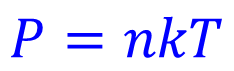 P = nkT